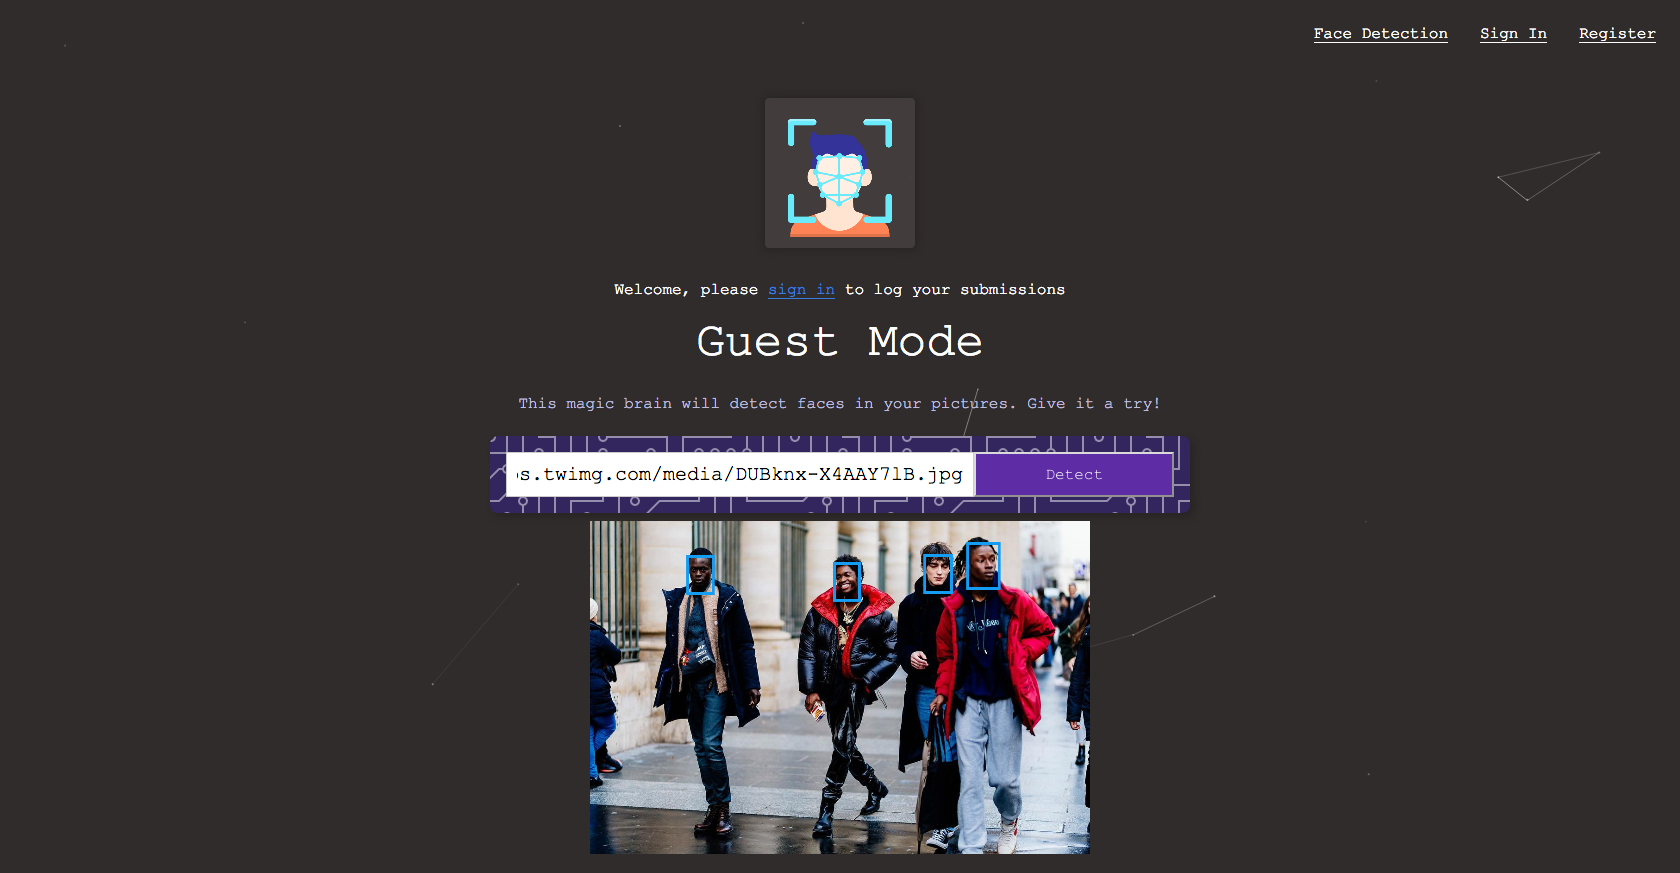 Face Detection Sign In Register
Welcome, please sign in to log your submissions
Guest Mode
This magic brain will detect faces in your pictures. Give it a try!
s.twimg.com/media/DUBknx-X4AAY7lB.jpg Detect